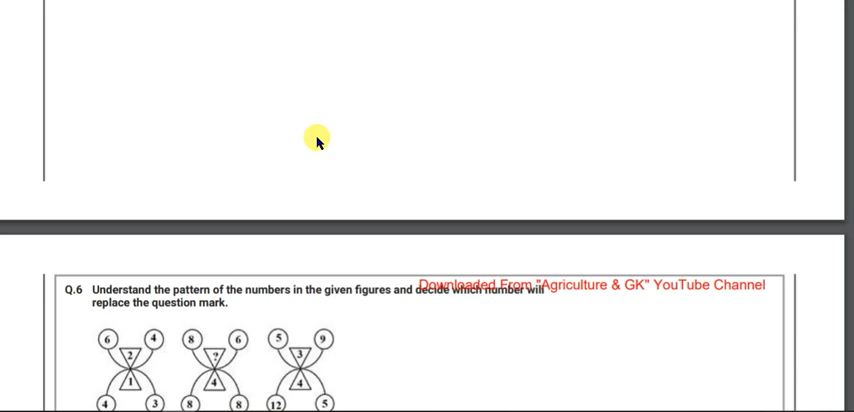 Downloaded From "Agriculture & GK" YouTube Channel
Q.6 Understand the pattern of the numbers in the given figures and decide which number will
replace the question mark.
6 4 8 6 5 9
2 ? 3
1 4 4
4 3 8 8 12 5